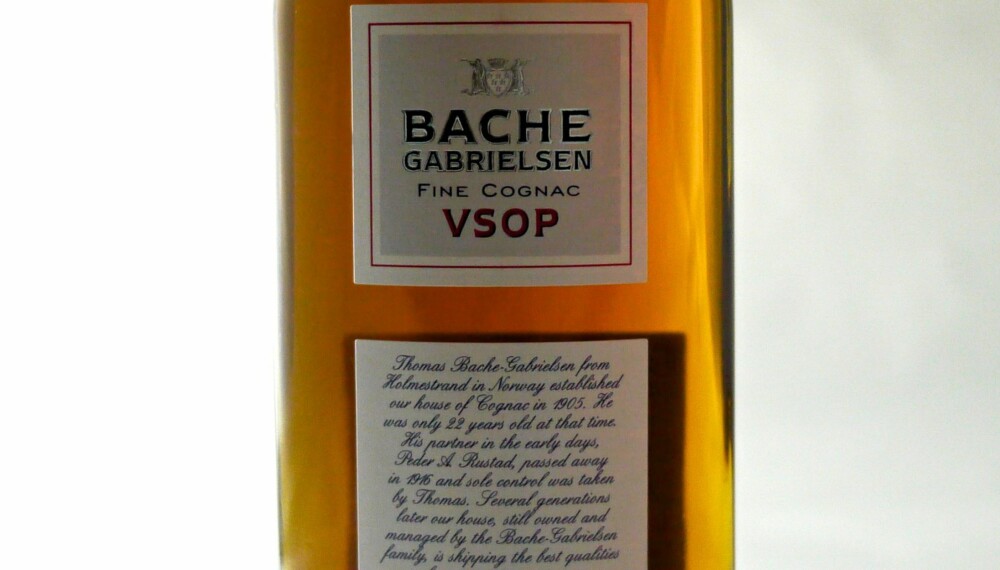 BACHE
GABRIELSEN
FINE COGNAC
VSOP
Thomas Bache-Gabrielsen from
Holmestrand in Norway established
our house of Cognac in 1905. He
was only 22 years old at that time.
His partner in the early days,
Peder A. Rustad, passed away
in 1916 and sole control was taken
by Thomas. Several generations
later our house, still owned and
managed by the Bache-Gabrielsen
family, is shipping the best qualities